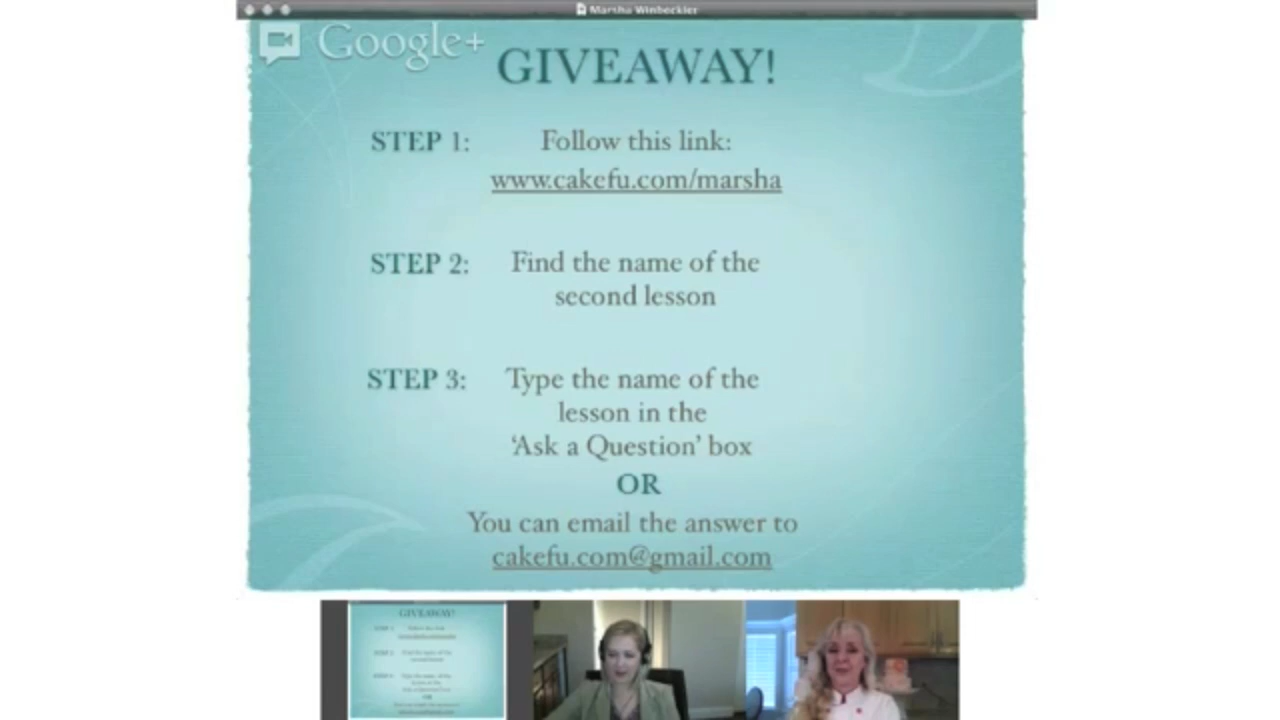 Marsha Winbeckler
Google+
GIVEAWAY!
STEP 1: Follow this link:
www.cakefu.com/marsha
STEP 2: Find the name of the
second lesson
STEP 3: Type the name of the
lesson in the
‘Ask a Question’ box
OR
You can email the answer to
cakefu.com@gmail.com
GIVEAWAY!